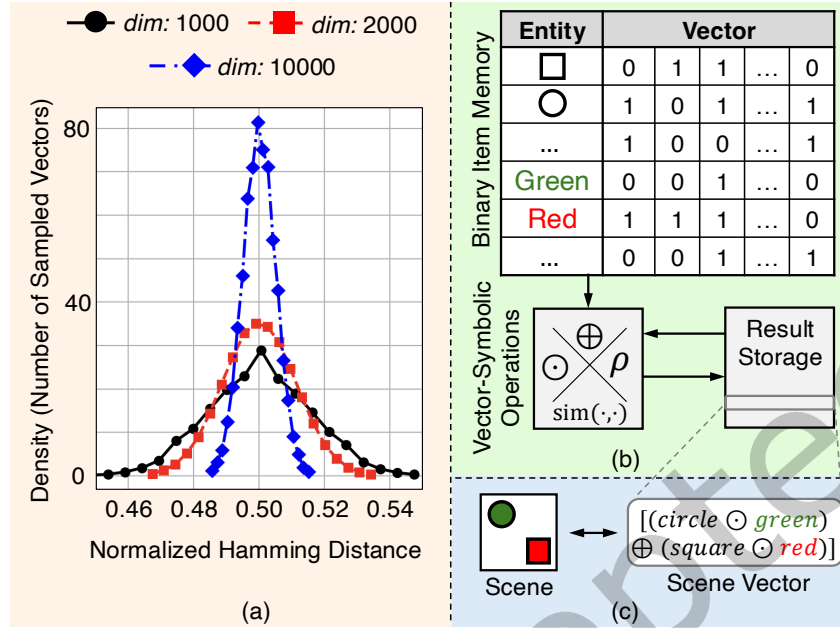 dim: 1000
dim: 2000
dim: 10000
Density (Number of Sampled Vectors)
80
40
0
0.46 0.48 0.50 0.52 0.54
Normalized Hamming Distance
(a)
Binary Item Memory
Entity Vector
0 1 1 ... 0
1 0 1 ... 1
... 1 0 0 ... 1
Green 0 0 1 ... 0
Red 1 1 1 ... 0
... 0 0 1 ... 1
Vector-Symbolic
Operations
⊕
⊙ ρ
sim(·,·)
Result
Storage
(b)
Scene
[(circle ⊙ green)
⊕ (square ⊙ red)]
Scene Vector
(c)